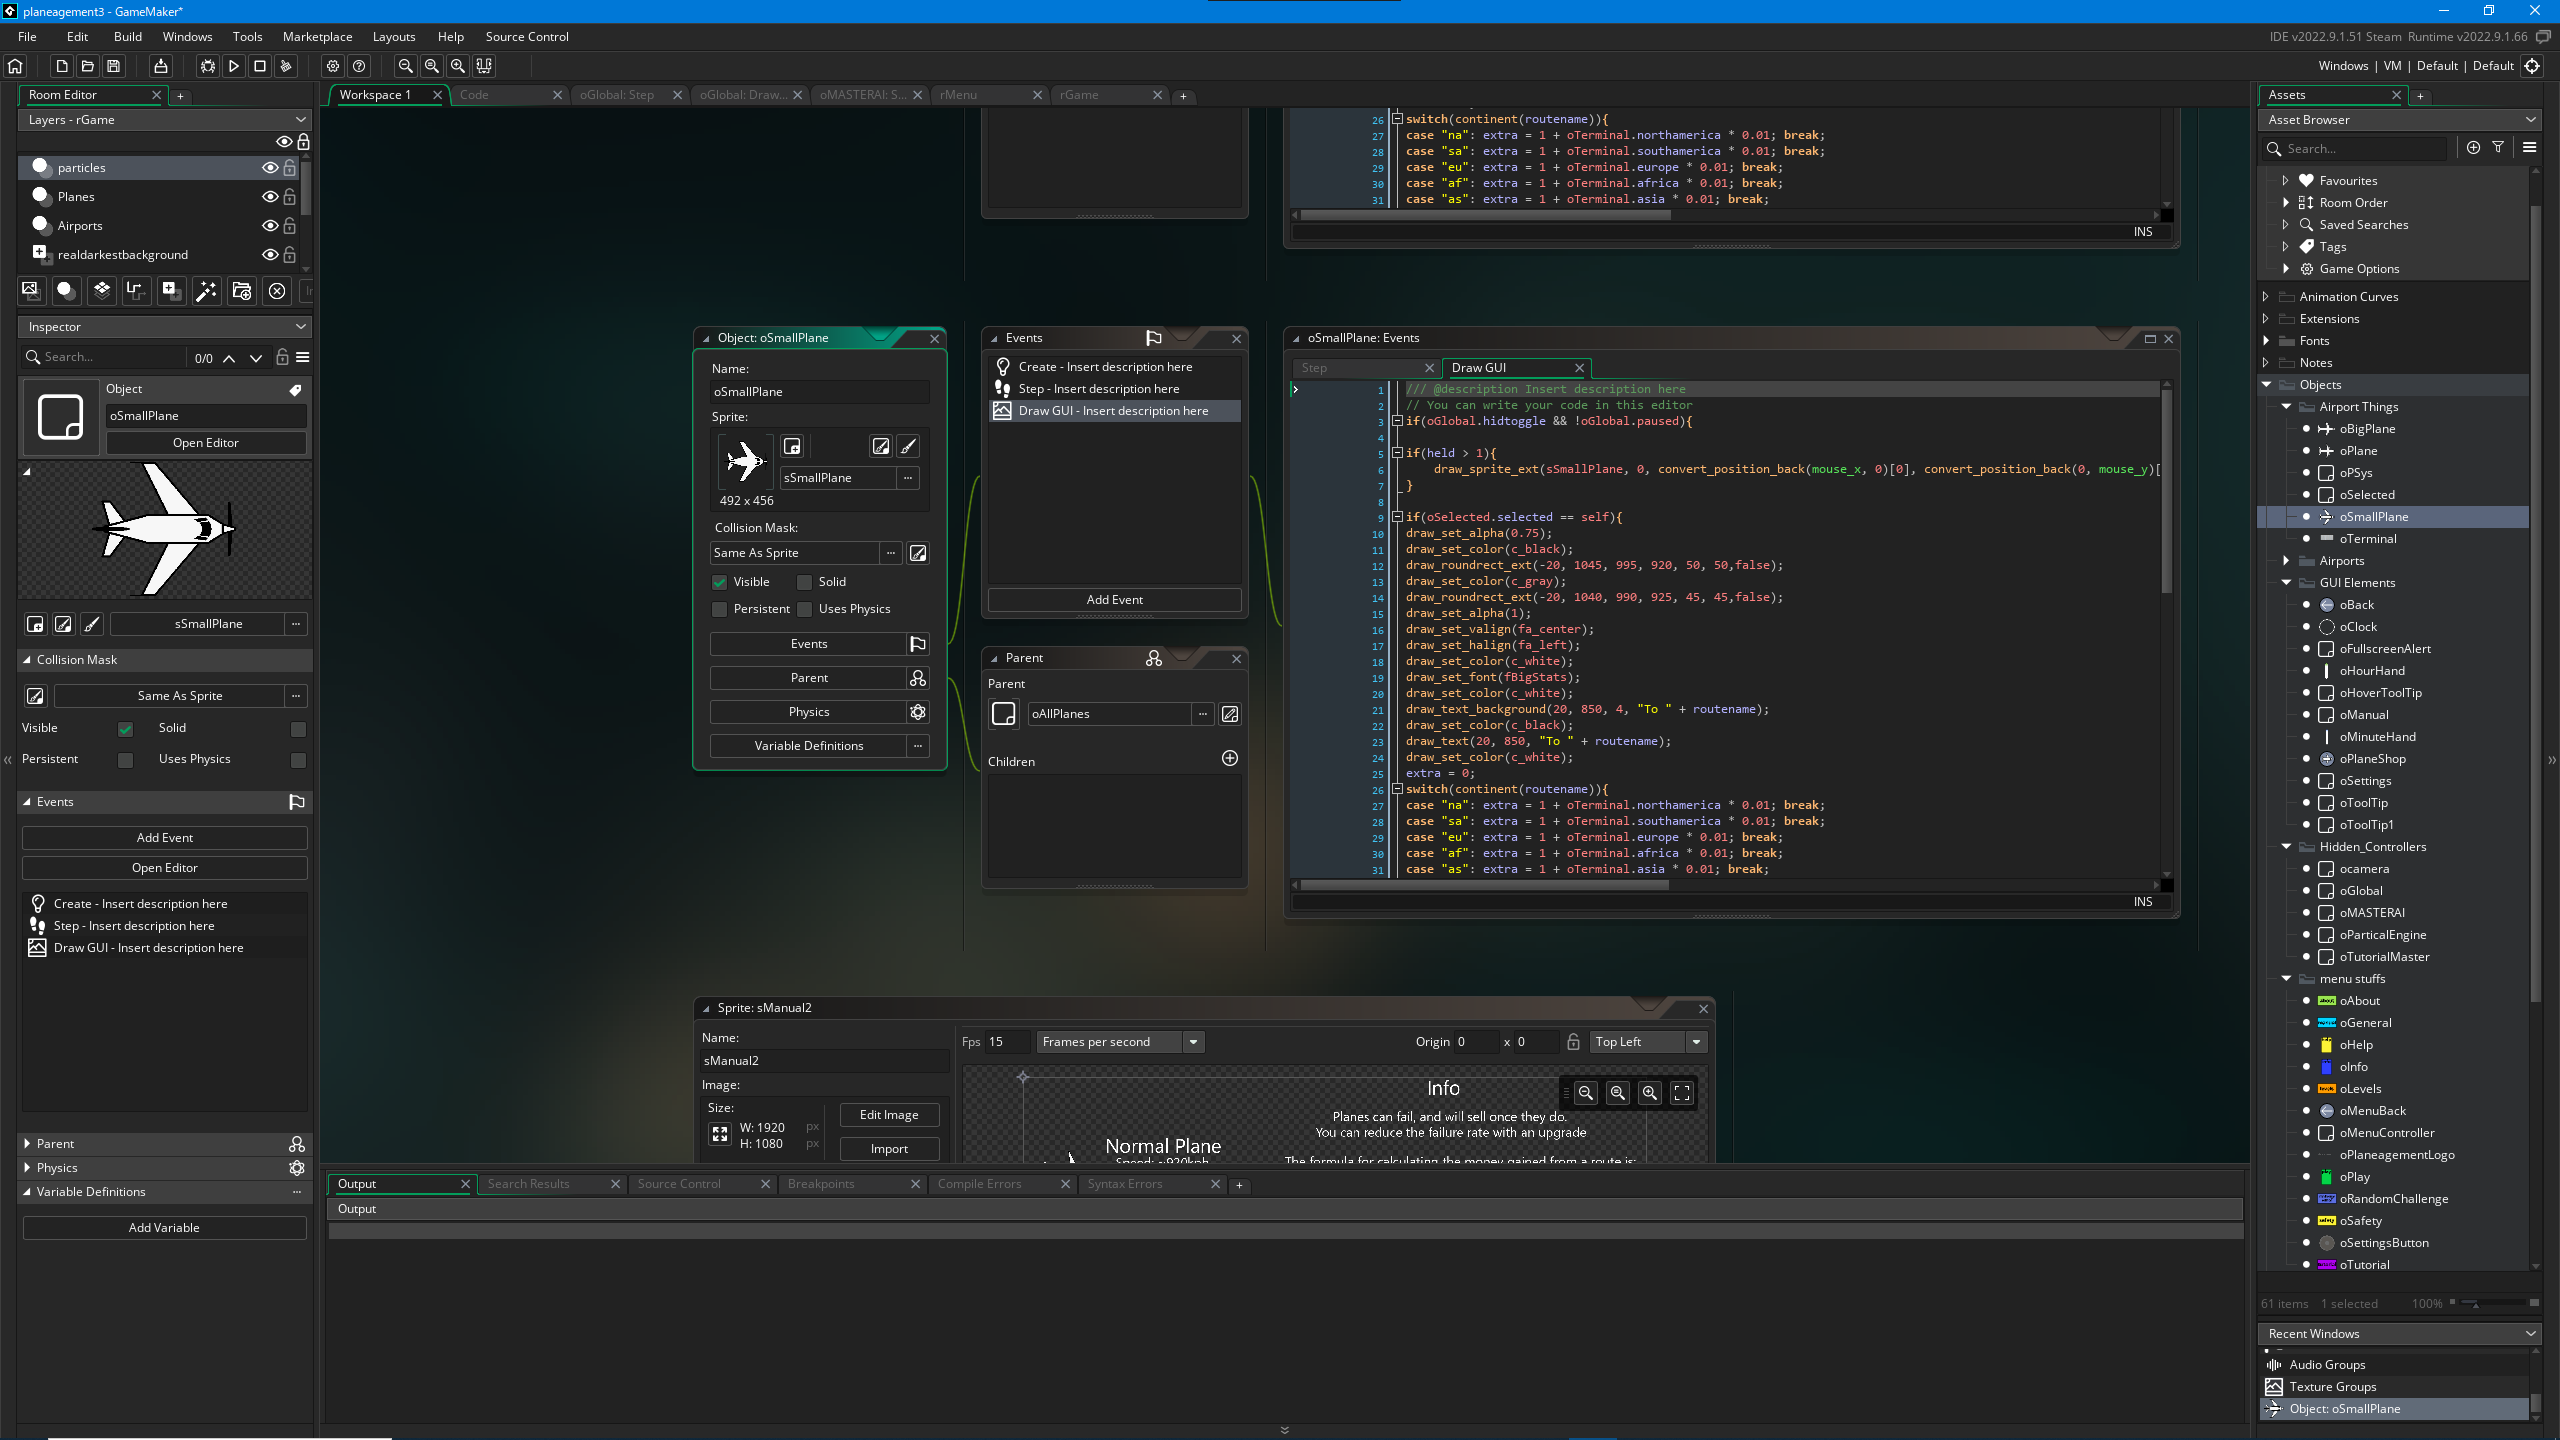 planeagement3 - GameMaker*
File Edit Build Windows Tools Marketplace Layouts Help Source Control
IDE v2022.9.1.51 Steam Runtime v2022.9.1.66
Windows | VM | Default | Default
Room Editor
Layers - rGame
particles
Planes
Airports
realdarkestbackground
Inspector
Search... 0/0
Object
oSmallPlane
Open Editor
sSmallPlane ...
Collision Mask
Same As Sprite ...
Visible Solid
Persistent Uses Physics
Events
Add Event
Open Editor
Create - Insert description here
Step - Insert description here
Draw GUI - Insert description here
Parent
Physics
Variable Definitions ...
Add Variable
Workspace 1 Code oGlobal: Step oGlobal: Draw... oMASTERAI: S... rMenu rGame
26 switch(continent(routename)){
27 case "na": extra = 1 + oTerminal.northamerica * 0.01; break;
28 case "sa": extra = 1 + oTerminal.southamerica * 0.01; break;
29 case "eu": extra = 1 + oTerminal.europe * 0.01; break;
30 case "af": extra = 1 + oTerminal.africa * 0.01; break;
31 case "as": extra = 1 + oTerminal.asia * 0.01; break;
INS
Object: oSmallPlane
Name:
oSmallPlane
Sprite:
sSmallPlane ...
492 x 456
Collision Mask:
Same As Sprite ...
Visible Solid
Persistent Uses Physics
Events
Parent
Physics
Variable Definitions ...
Events
Create - Insert description here
Step - Insert description here
Draw GUI - Insert description here
Add Event
Parent
Parent
oAllPlanes ...
Children
oSmallPlane: Events
Step Draw GUI
1 /// @description Insert description here
2 // You can write your code in this editor
3 if(oGlobal.hidtoggle && !oGlobal.paused){
4
5 if(held > 1){
6 draw_sprite_ext(sSmallPlane, 0, convert_position_back(mouse_x, 0)[0], convert_position_back(0, mouse_y)[
7 }
8
9 if(oSelected.selected == self){
10 draw_set_alpha(0.75);
11 draw_set_color(c_black);
12 draw_roundrect_ext(-20, 1045, 995, 920, 50, 50,false);
13 draw_set_color(c_gray);
14 draw_roundrect_ext(-20, 1040, 990, 925, 45, 45,false);
15 draw_set_alpha(1);
16 draw_set_valign(fa_center);
17 draw_set_halign(fa_left);
18 draw_set_color(c_white);
19 draw_set_font(fBigStats);
20 draw_set_color(c_white);
21 draw_text_background(20, 850, 4, "To " + routename);
22 draw_set_color(c_black);
23 draw_text(20, 850, "To " + routename);
24 draw_set_color(c_white);
25 extra = 0;
26 switch(continent(routename)){
27 case "na": extra = 1 + oTerminal.northamerica * 0.01; break;
28 case "sa": extra = 1 + oTerminal.southamerica * 0.01; break;
29 case "eu": extra = 1 + oTerminal.europe * 0.01; break;
30 case "af": extra = 1 + oTerminal.africa * 0.01; break;
31 case "as": extra = 1 + oTerminal.asia * 0.01; break;
INS
Sprite: sManual2
Name:
sManual2
Image:
Size:
W: 1920 px
H: 1080 px
Edit Image
Import
Fps 15 Frames per second Origin 0 x 0 Top Left
Info
Planes can fail, and will sell once they do.
You can reduce the failure rate with an upgrade
Normal Plane
Speed: ~920kph
The formula for calculating the money gained from a route is:
Output Search Results Source Control Breakpoints Compile Errors Syntax Errors
Output
Assets
Asset Browser
Search...
Favourites
Room Order
Saved Searches
Tags
Game Options
Animation Curves
Extensions
Fonts
Notes
Objects
Airport Things
oBigPlane
oPlane
oPSys
oSelected
oSmallPlane
oTerminal
Airports
GUI Elements
oBack
oClock
oFullscreenAlert
oHourHand
oHoverToolTip
oManual
oMinuteHand
oPlaneShop
oSettings
oToolTip
oToolTip1
Hidden_Controllers
ocamera
oGlobal
oMASTERAI
oParticalEngine
oTutorialMaster
menu stuffs
oAbout
oGeneral
oHelp
oInfo
oLevels
oMenuBack
oMenuController
oPlaneagementLogo
oPlay
oRandomChallenge
oSafety
oSettingsButton
oTutorial
61 items 1 selected 100%
Recent Windows
Audio Groups
Texture Groups
Object: oSmallPlane